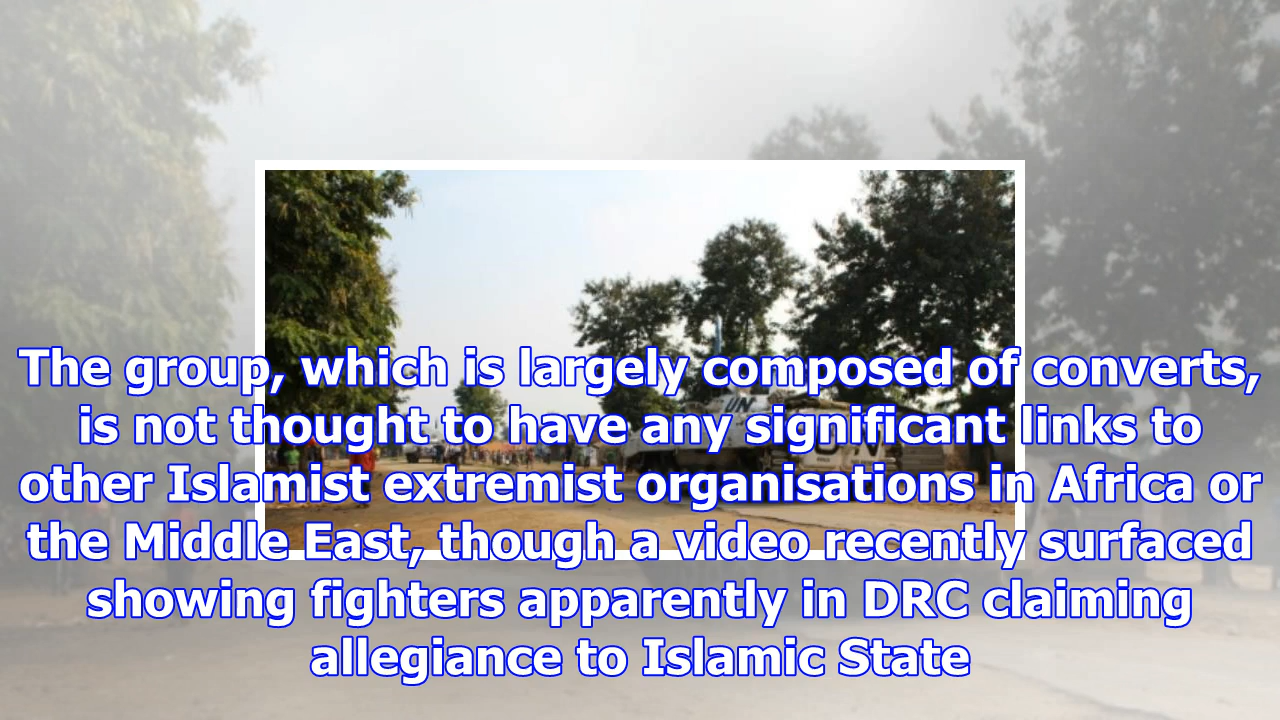 The group, which is largely composed of converts,
is not thought to have any significant links to
other Islamist extremist organisations in Africa or
the Middle East, though a video recently surfaced
showing fighters apparently in DRC claiming
allegiance to Islamic State
UN
UN